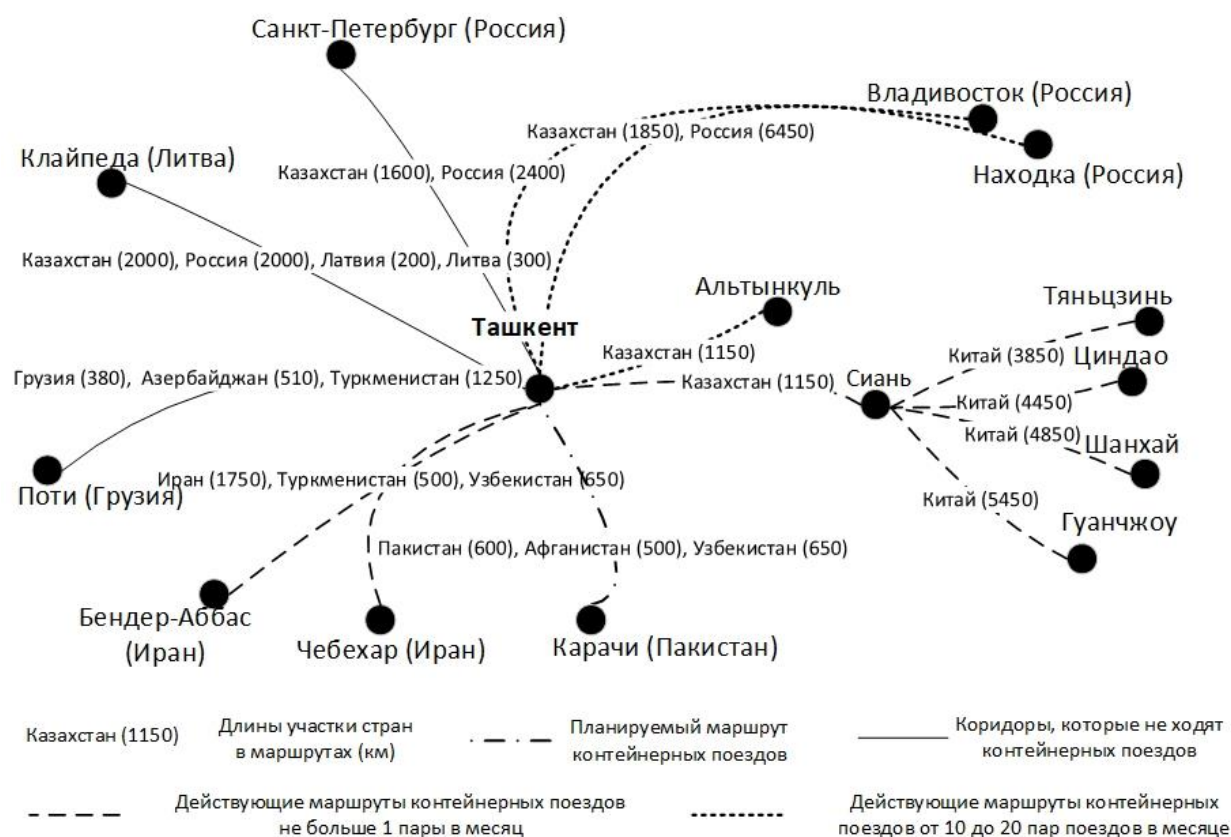 Санкт-Петербург (Россия)
Владивосток (Россия)
Казахстан (1850), Россия (6450)
Клайпеда (Литва)
Казахстан (1600), Россия (2400)
Находка (Россия)
Казахстан (2000), Россия (2000), Латвия (200), Литва (300)
Альтынкуль
Тяньцзинь
Ташкент
Казахстан (1150)
Китай (3850)
Циндао
Грузия (380), Азербайджан (510), Туркменистан (1250)
Казахстан (1150)
Сиань
Китай (4450)
Китай (4850)
Шанхай
Поти (Грузия)
Иран (1750), Туркменистан (500), Узбекистан (650)
Китай (5450)
Гуанчжоу
Пакистан (600), Афганистан (500), Узбекистан (650)
Бендер-Аббас
(Иран)
Чебехар (Иран)
Карачи (Пакистан)
Казахстан (1150)
Длины участки стран
в маршрутах (км)
Планируемый маршрут
контейнерных поездов
Коридоры, которые не ходят
контейнерных поездов
Действующие маршруты контейнерных поездов
не больше 1 пары в месяц
Действующие маршруты контейнерных
поездов от 10 до 20 пар поездов в месяце